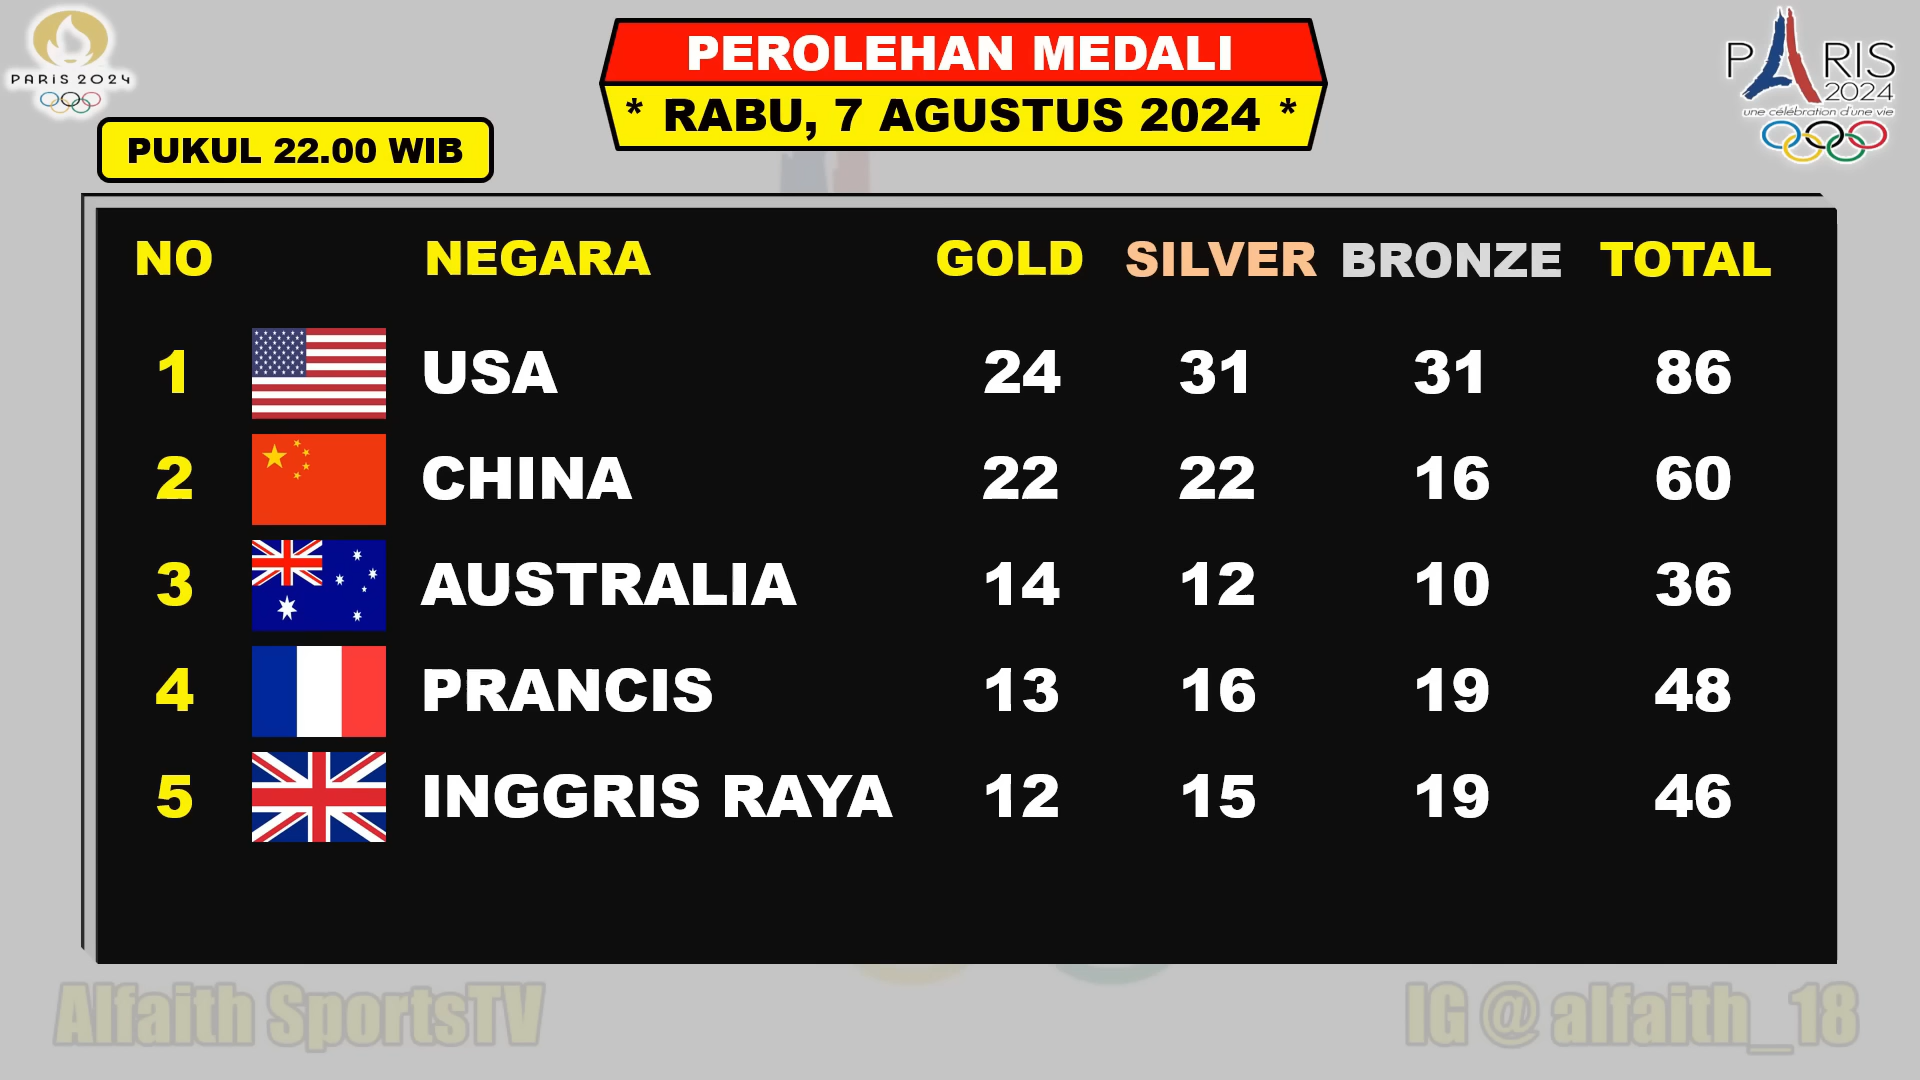 PARIS 2024
PEROLEHAN MEDALI
* RABU, 7 AGUSTUS 2024 *
PARIS
2024
une célébration d'une vie
PUKUL 22.00 WIB
NO NEGARA GOLD SILVER BRONZE TOTAL
1 USA 24 31 31 86
2 CHINA 22 22 16 60
3 AUSTRALIA 14 12 10 36
4 PRANCIS 13 16 19 48
5 INGGRIS RAYA 12 15 19 46
Alfaith SportsTV
IG @ alfaith_18